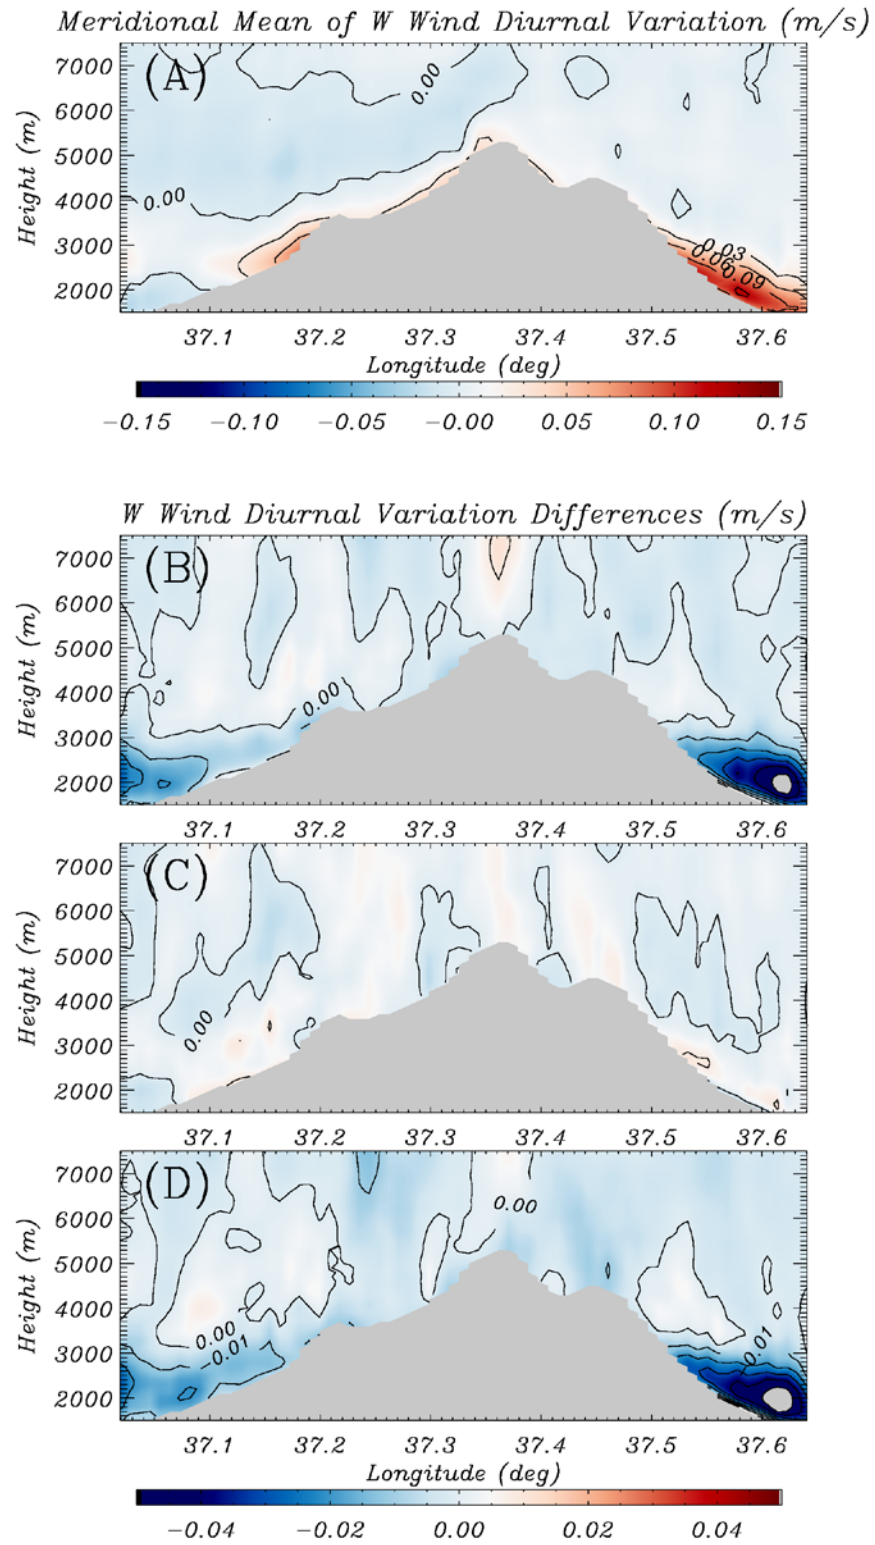 Meridional Mean of W Wind Diurnal Variation (m/s)
(A)
7000
6000
5000
4000
3000
2000
Height (m)
0.00
0.00
0.03
0.06
0.09
37.1 37.2 37.3 37.4 37.5 37.6
Longitude (deg)
−0.15 −0.10 −0.05 −0.00 0.05 0.10 0.15
W Wind Diurnal Variation Differences (m/s)
(B)
7000
6000
5000
4000
3000
2000
Height (m)
0.00
37.1 37.2 37.3 37.4 37.5 37.6
(C)
7000
6000
5000
4000
3000
2000
Height (m)
0.00
37.1 37.2 37.3 37.4 37.5 37.6
(D)
7000
6000
5000
4000
3000
2000
Height (m)
0.00
0.00
-0.01
0.01
37.1 37.2 37.3 37.4 37.5 37.6
Longitude (deg)
−0.04 −0.02 0.00 0.02 0.04